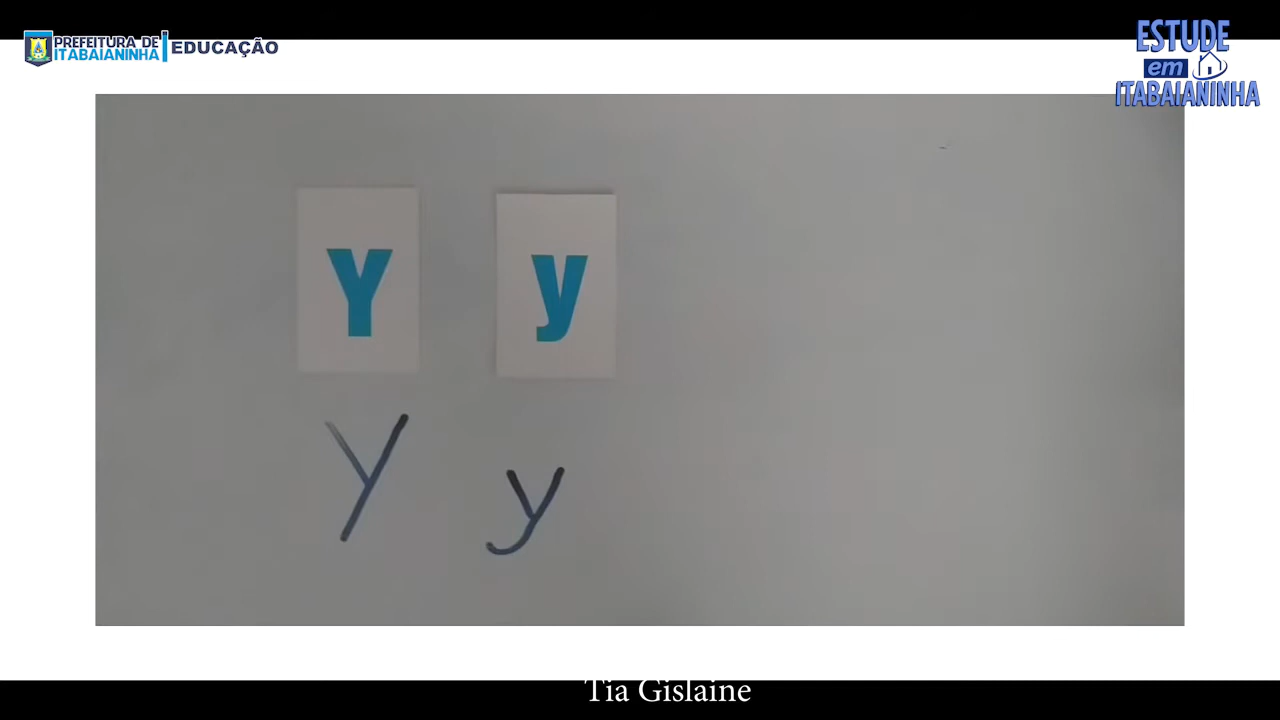 PREFEITURA DE
ITABAIANINHA
EDUCAÇÃO
ESTUDE
em
ITABAIANINHA
Y y
Y y
Tia Gislaine